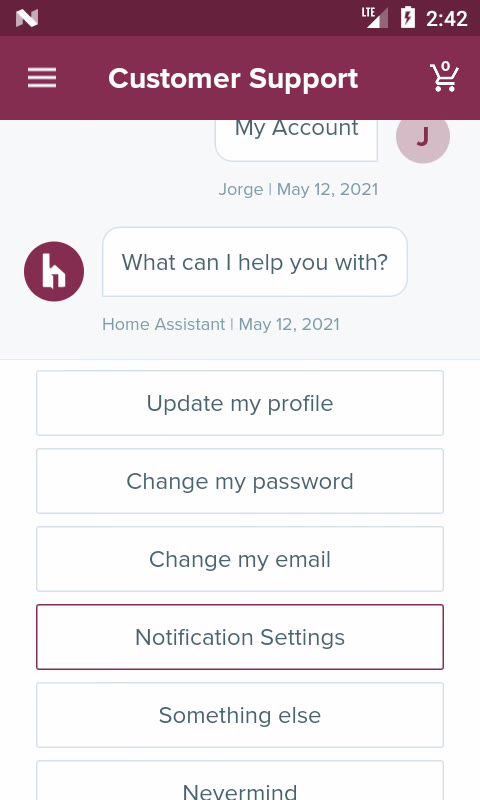 LTE 2:42
Customer Support
0
My Account
J
Jorge | May 12, 2021
h
What can I help you with?
Home Assistant | May 12, 2021
Update my profile
Change my password
Change my email
Notification Settings
Something else
Nevermind